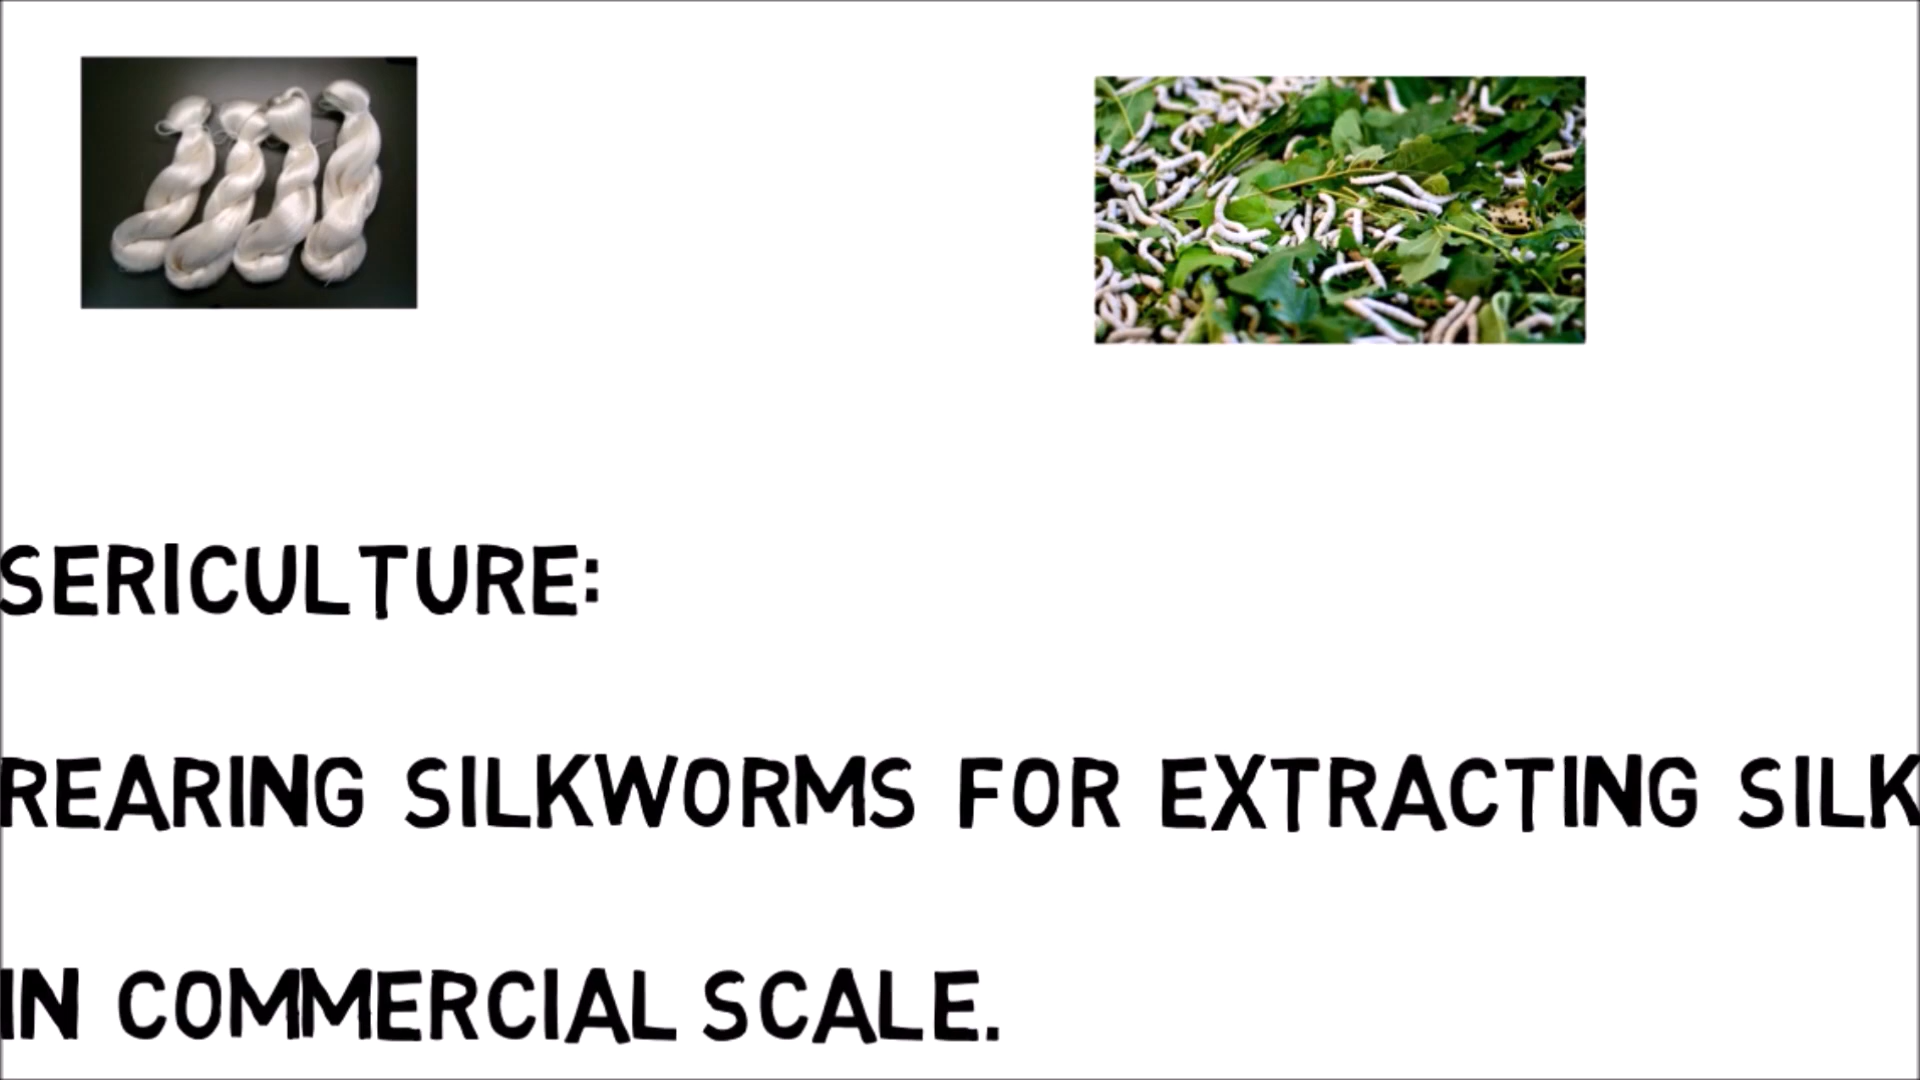 SERICULTURE:
REARING SILKWORMS FOR EXTRACTING SILK
IN COMMERCIAL SCALE.